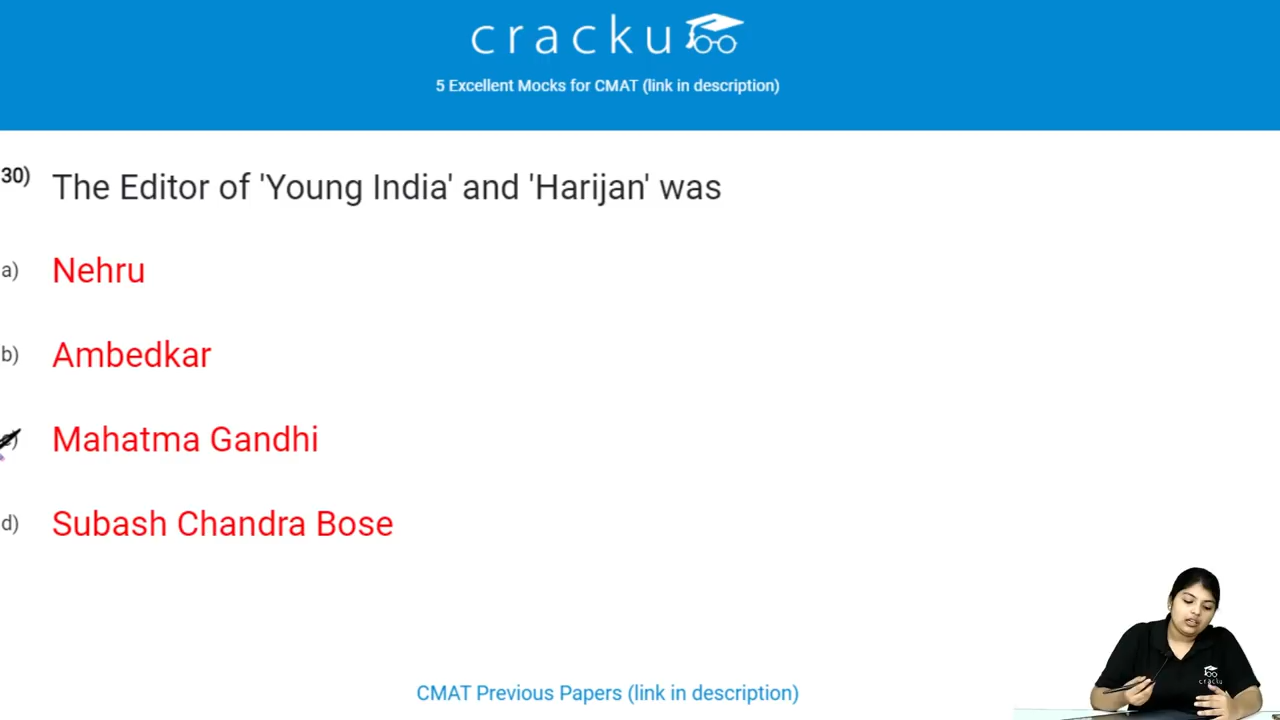 cracku
5 Excellent Mocks for CMAT (link in description)
30) The Editor of 'Young India' and 'Harijan' was
a) Nehru
b) Ambedkar
Mahatma Gandhi
d) Subash Chandra Bose
cracku
CMAT Previous Papers (link in description)